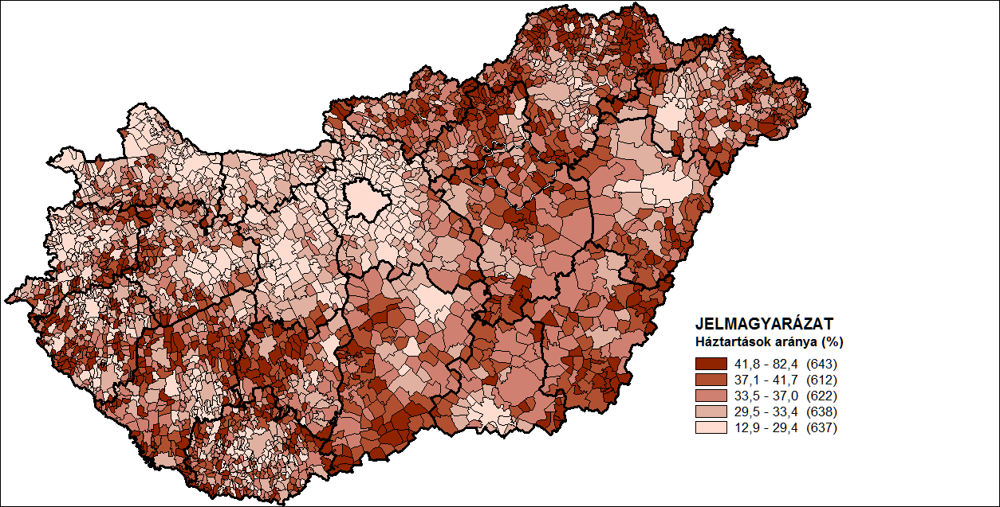 JELMAGYARÁZAT
Háztartások aránya (%)
41,8 - 82,4 (643)
37,1 - 41,7 (612)
33,5 - 37,0 (622)
29,5 - 33,4 (638)
12,9 - 29,4 (637)